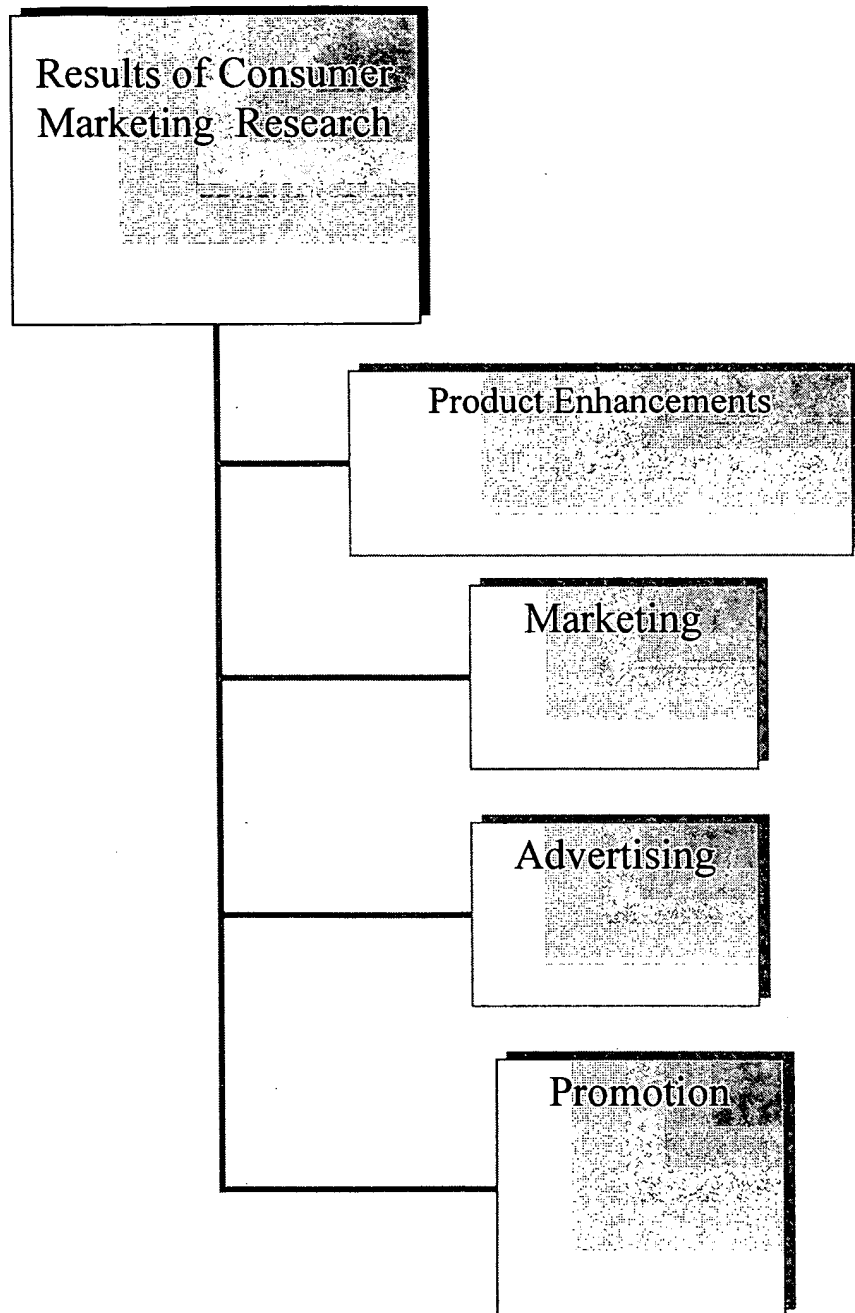 Results of Consumer
Marketing Research
Product Enhancements
Marketing
Advertising
Promotion